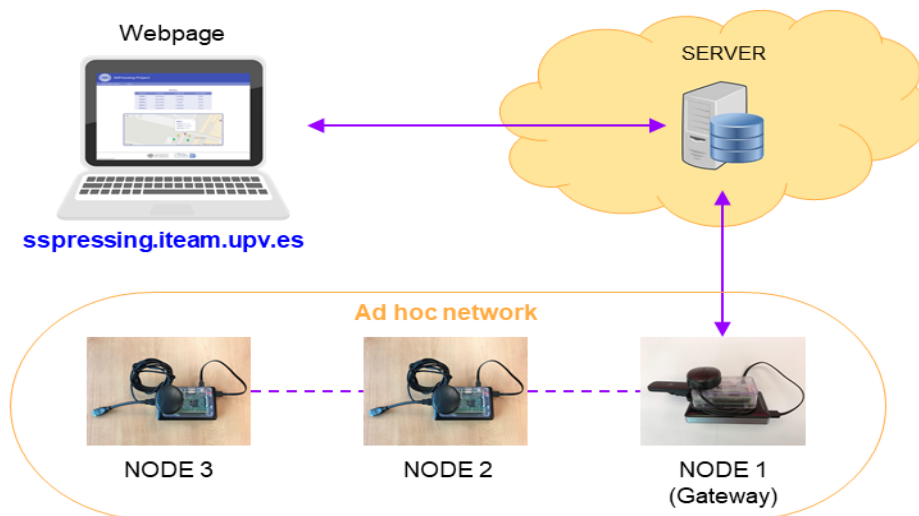 Webpage
SERVER
sspressing.iteam.upv.es
Ad hoc network
NODE 3
NODE 2
NODE 1
(Gateway)